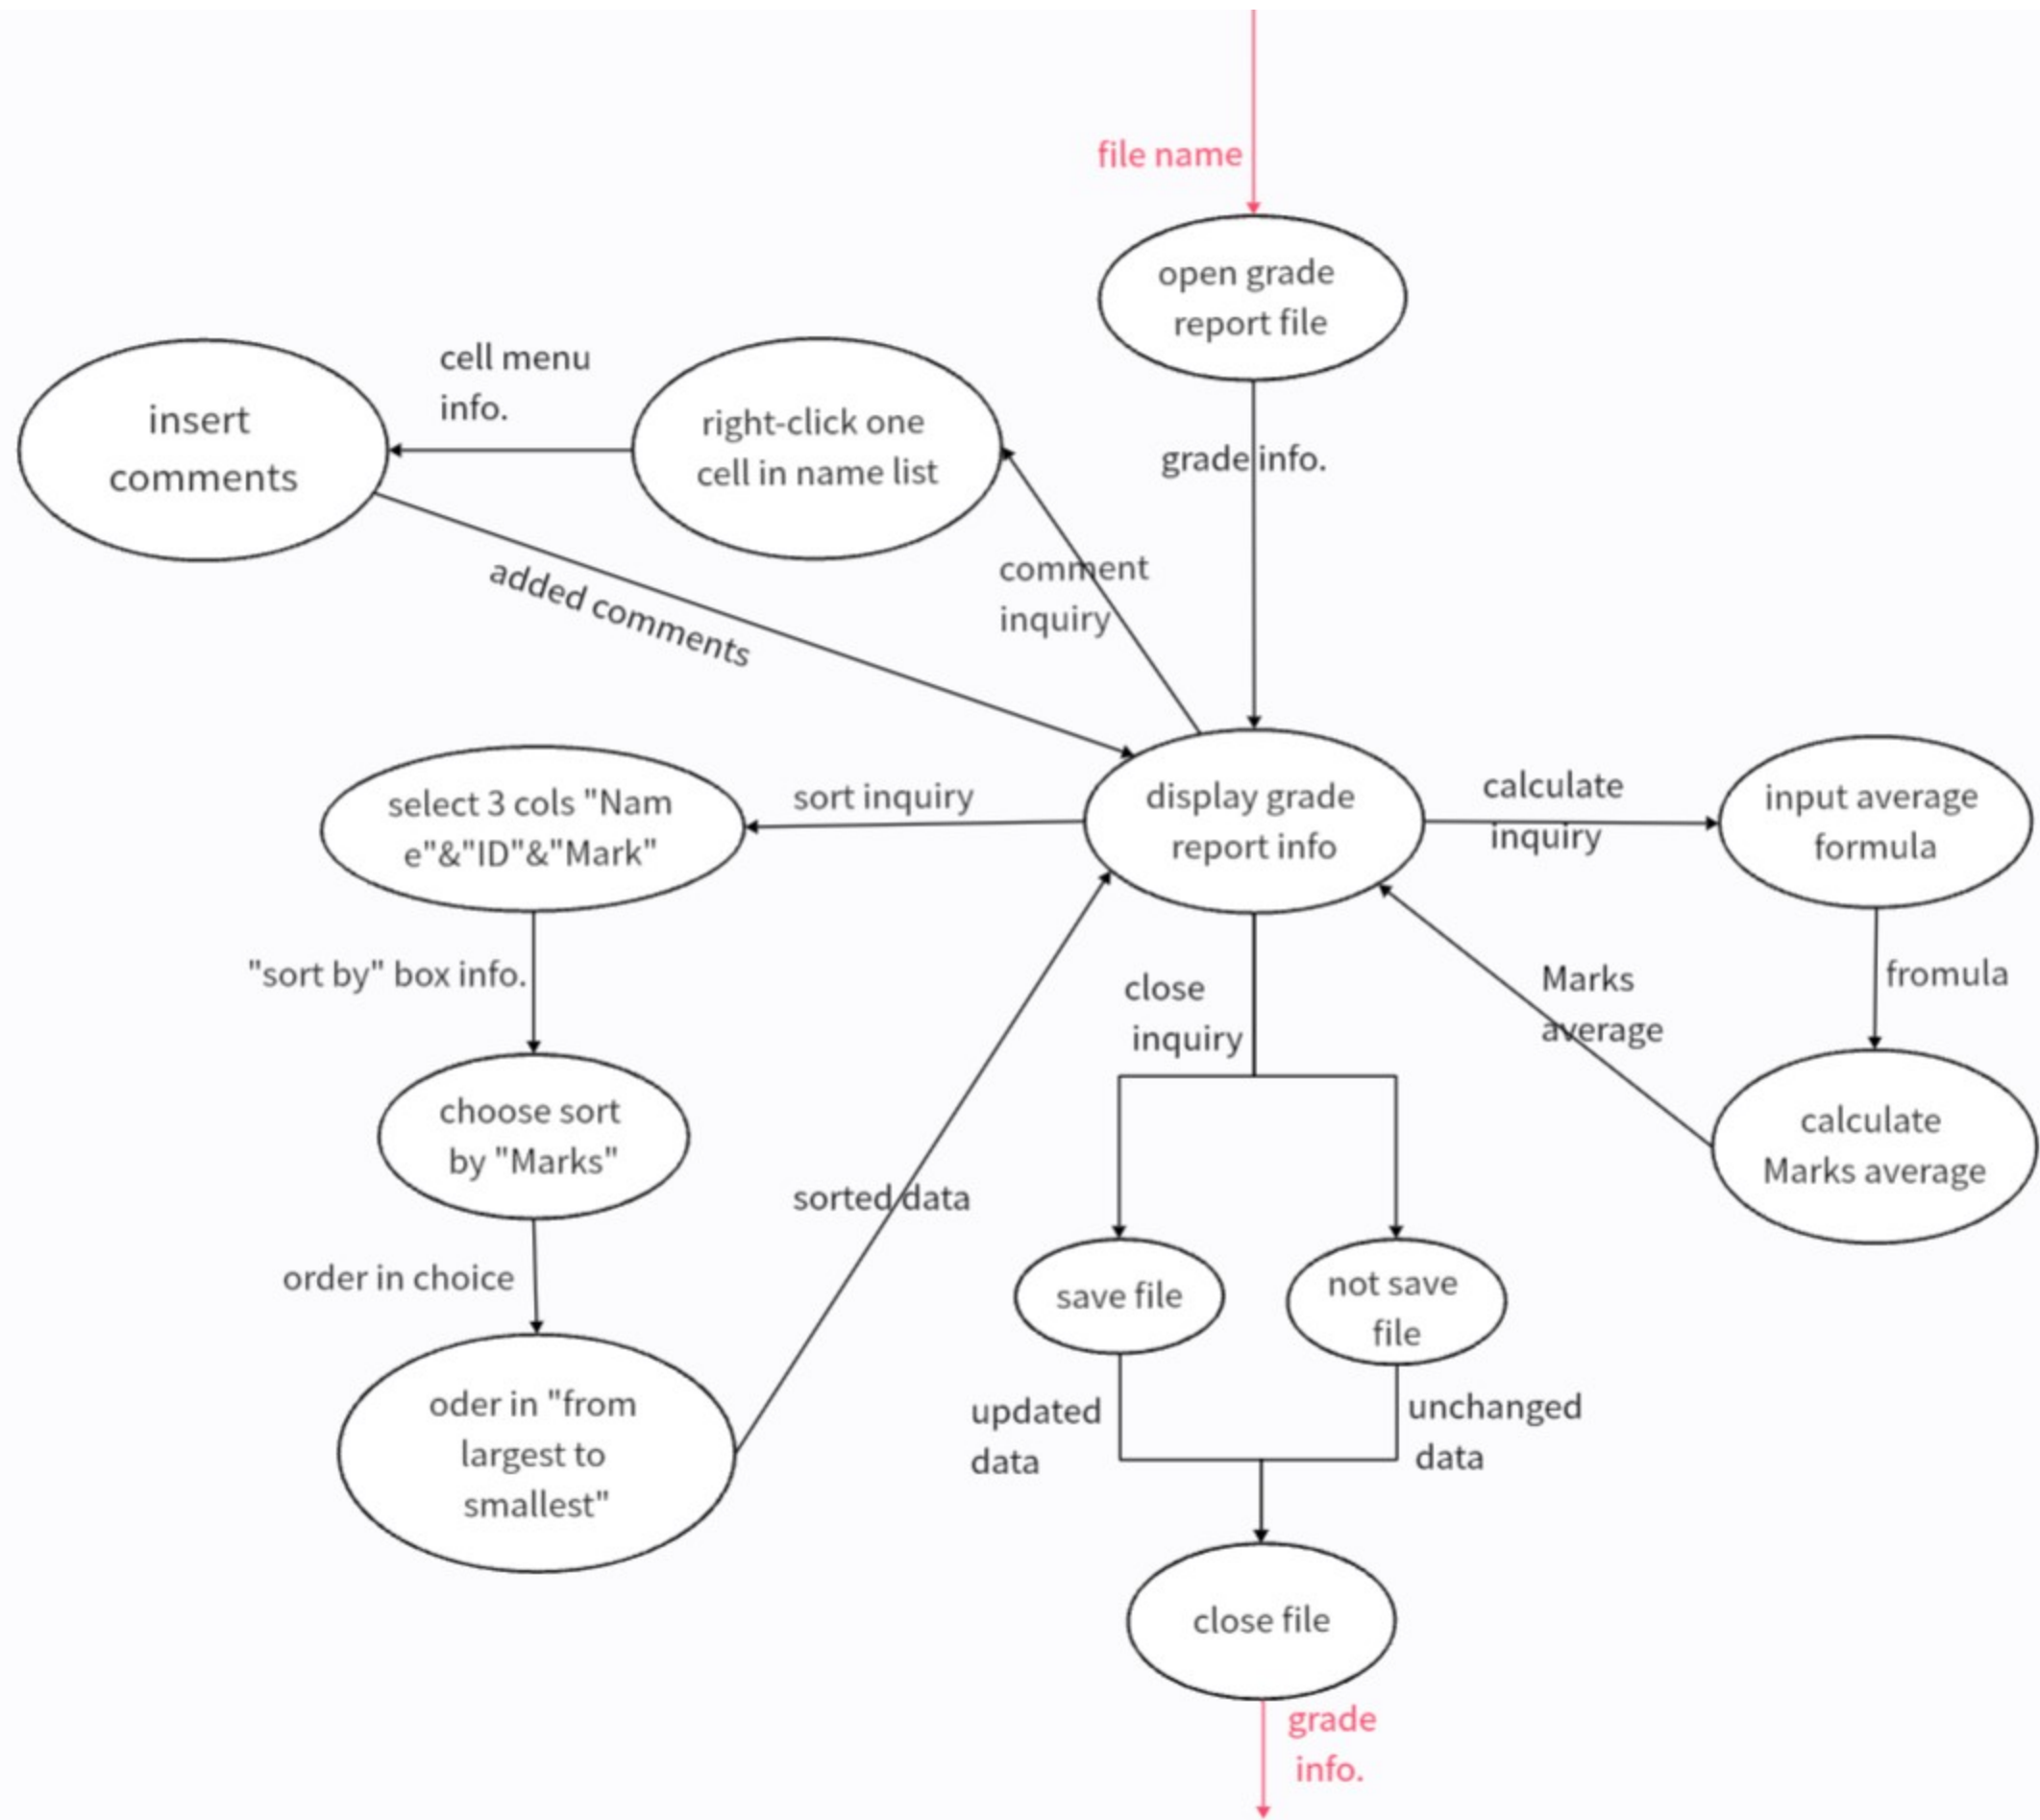 file name
open grade
report file
grade info.
cell menu
info.
insert
comments
right-click one
cell in name list
comment
inquiry
added comments
select 3 cols "Nam
e"&"ID"&"Mark"
sort inquiry
display grade
report info
calculate
inquiry
input average
formula
"sort by" box info.
close
inquiry
Marks
average
fromula
choose sort
by "Marks"
calculate
Marks average
sorted data
order in choice
save file
not save
file
oder in "from
largest to
smallest"
updated
data
unchanged
data
close file
grade
info.